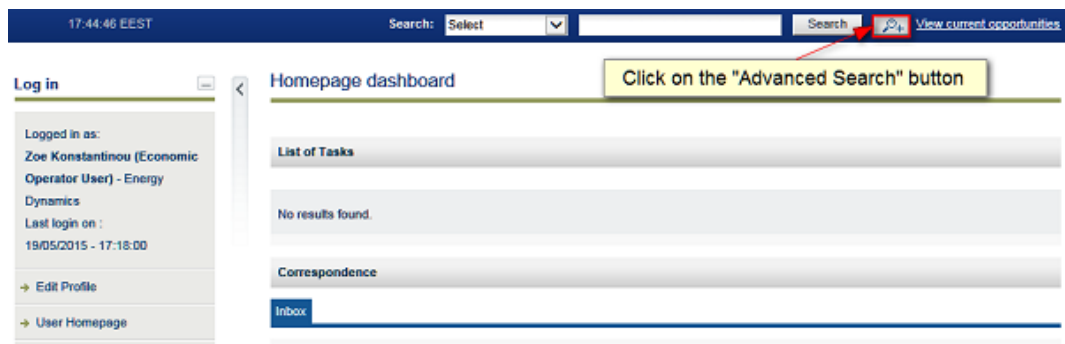 17:44:46 EEST Search: Select Search View current opportunities
Click on the "Advanced Search" button
Log in
Homepage dashboard
Logged in as:
Zoe Konstantinou (Economic
Operator User) - Energy
Dynamics
Last login on :
19/05/2015 - 17:18:00
Edit Profile
User Homepage
List of Tasks
No results found.
Correspondence
Inbox